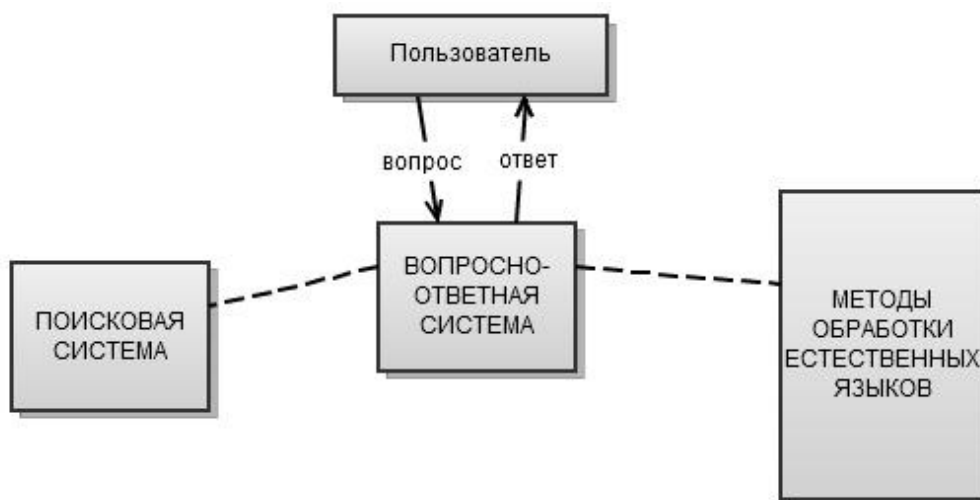 Пользователь
вопрос
ответ
ПОИСКОВАЯ
СИСТЕМА
ВОПРОСНО-
ОТВЕТНАЯ
СИСТЕМА
МЕТОДЫ
ОБРАБОТКИ
ЕСТЕСТВЕННЫХ
ЯЗЫКОВ